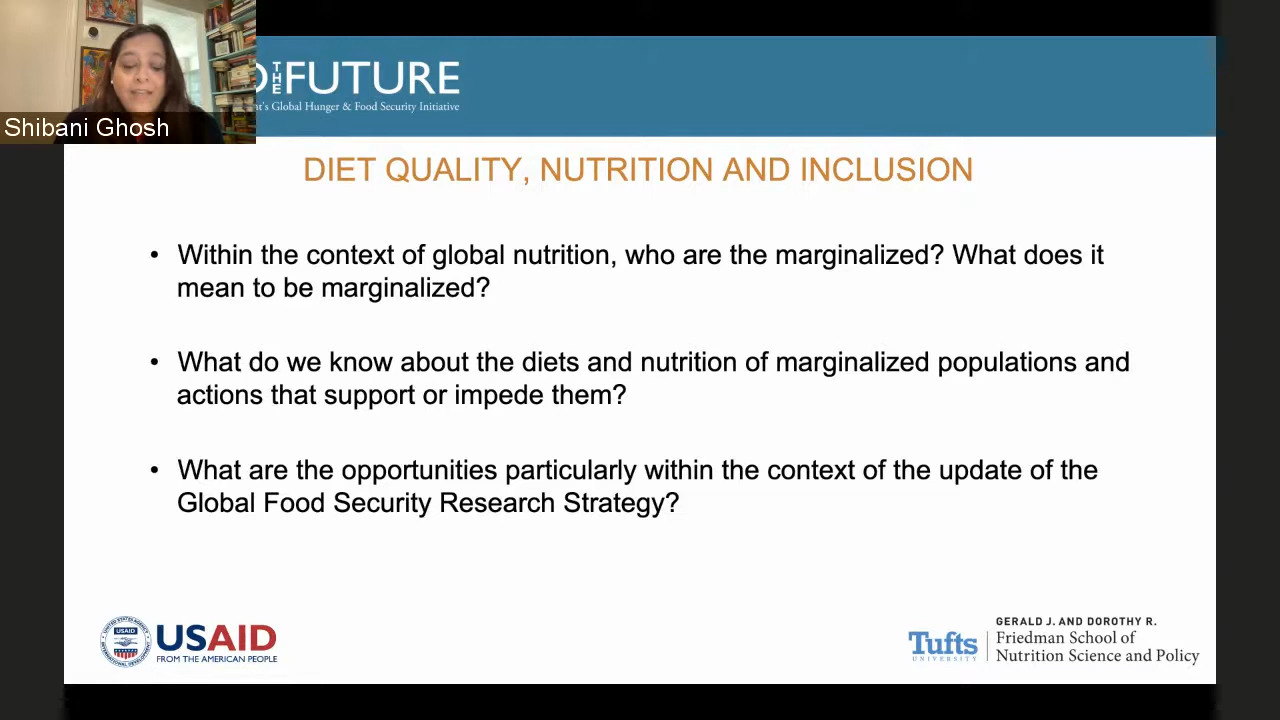 THE FUTURE
t's Global Hunger & Food Security Initiative
Shibani Ghosh
DIET QUALITY, NUTRITION AND INCLUSION
• Within the context of global nutrition, who are the marginalized? What does it
mean to be marginalized?
• What do we know about the diets and nutrition of marginalized populations and
actions that support or impede them?
• What are the opportunities particularly within the context of the update of the
Global Food Security Research Strategy?
USAID
FROM THE AMERICAN PEOPLE
Tufts
UNIVERSITY
GERALD J. AND DOROTHY R.
Friedman School of
Nutrition Science and Policy